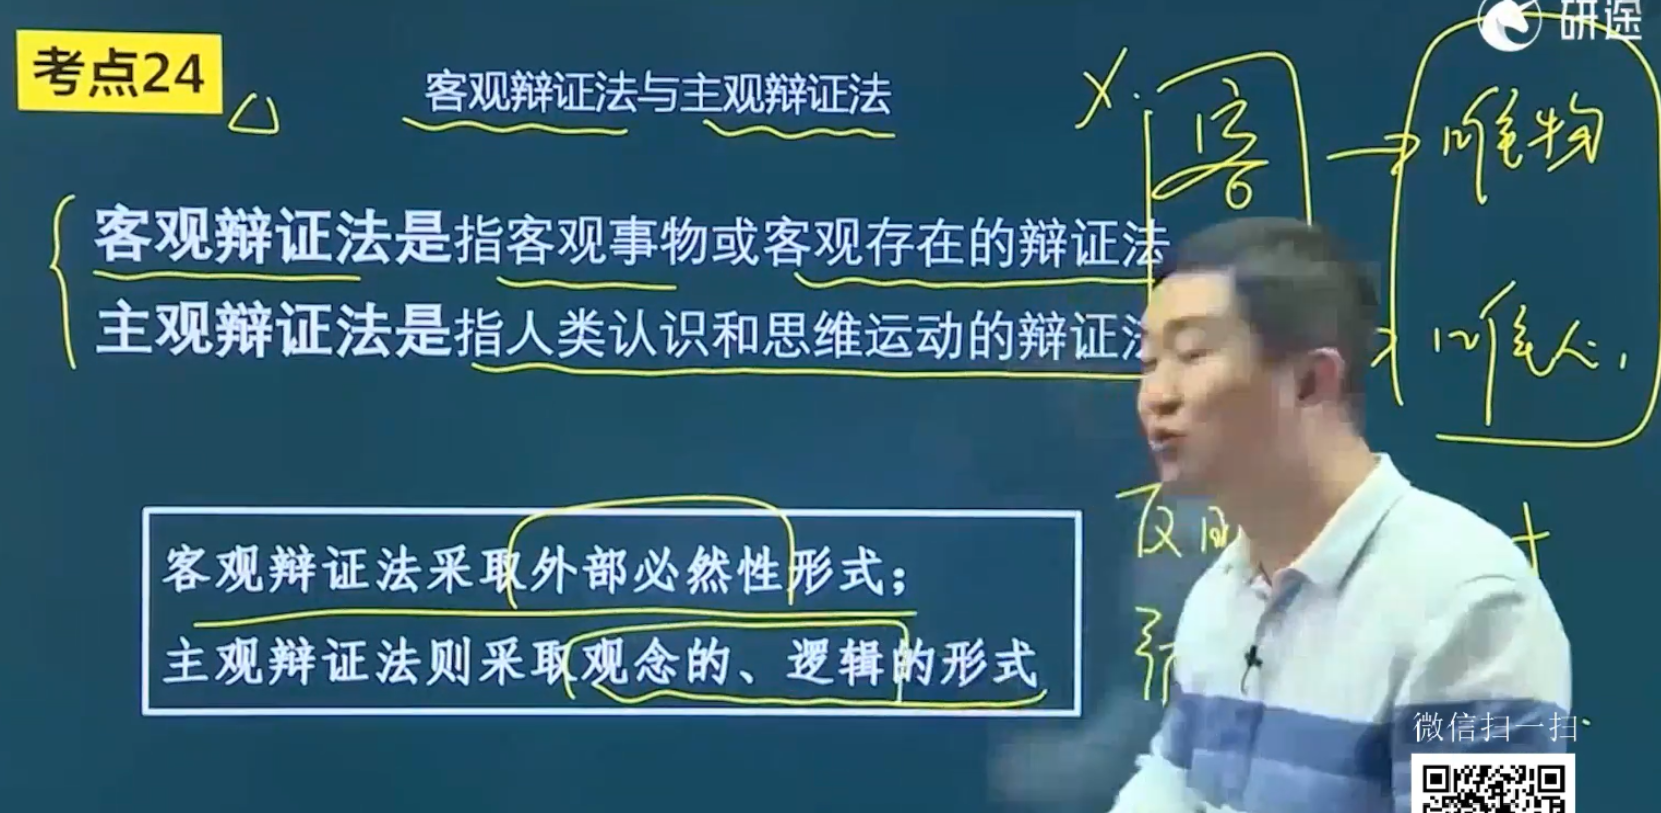 研途
考点24
客观辩证法与主观辩证法
客
唯物
客观辩证法是指客观事物或客观存在的辩证法
主观辩证法是指人类认识和思维运动的辩证法
唯心
客观辩证法采取外部必然性形式；
反
主观辩证法则采取观念的、逻辑的形式
微信扫一扫